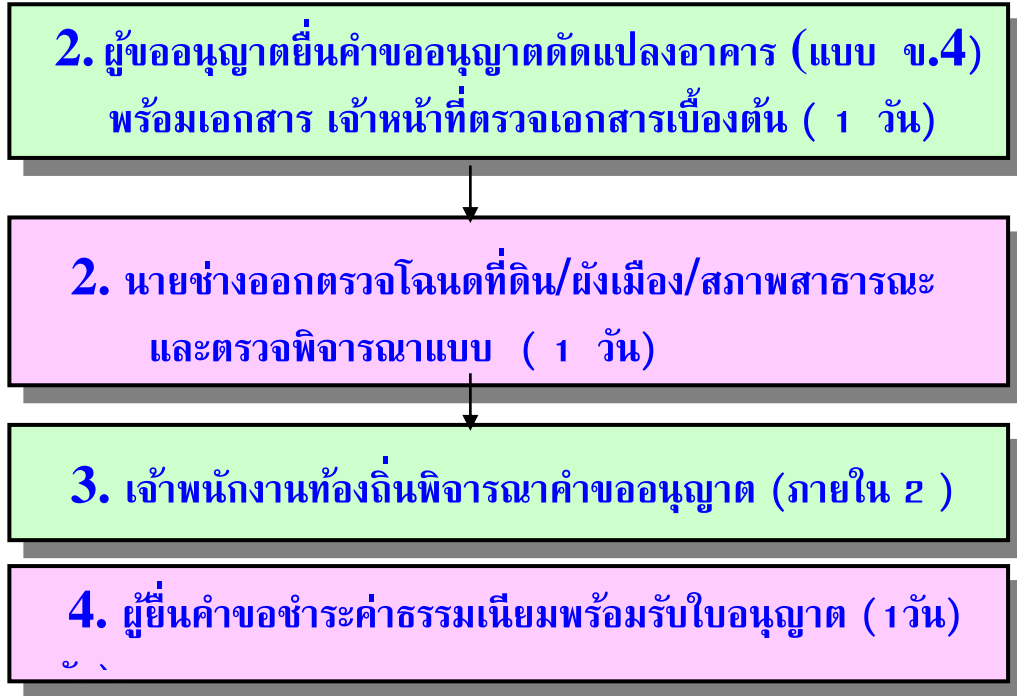 2. ผู้ขออนุญาตยื่นคำขออนุญาตดัดแปลงอาคาร (แบบ ข.4)
พร้อมเอกสาร เจ้าหน้าที่ตรวจเอกสารเบื้องต้น ( 1 วัน)
2. นายช่างออกตรวจโฉนดที่ดิน/ผังเมือง/สภาพสาธารณะ
และตรวจพิจารณาแบบ ( 1 วัน)
3. เจ้าพนักงานท้องถิ่นพิจารณาคำขออนุญาต (ภายใน 2 )
4. ผู้ยื่นคำขอชำระค่าธรรมเนียมพร้อมรับใบอนุญาต (1วัน)